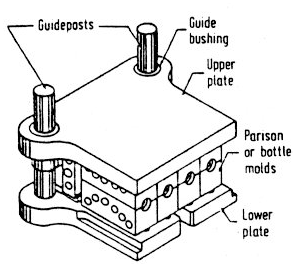 Guideposts
Guide
bushing
Upper
plate
Parison
or bottle
molds
Lower
plate